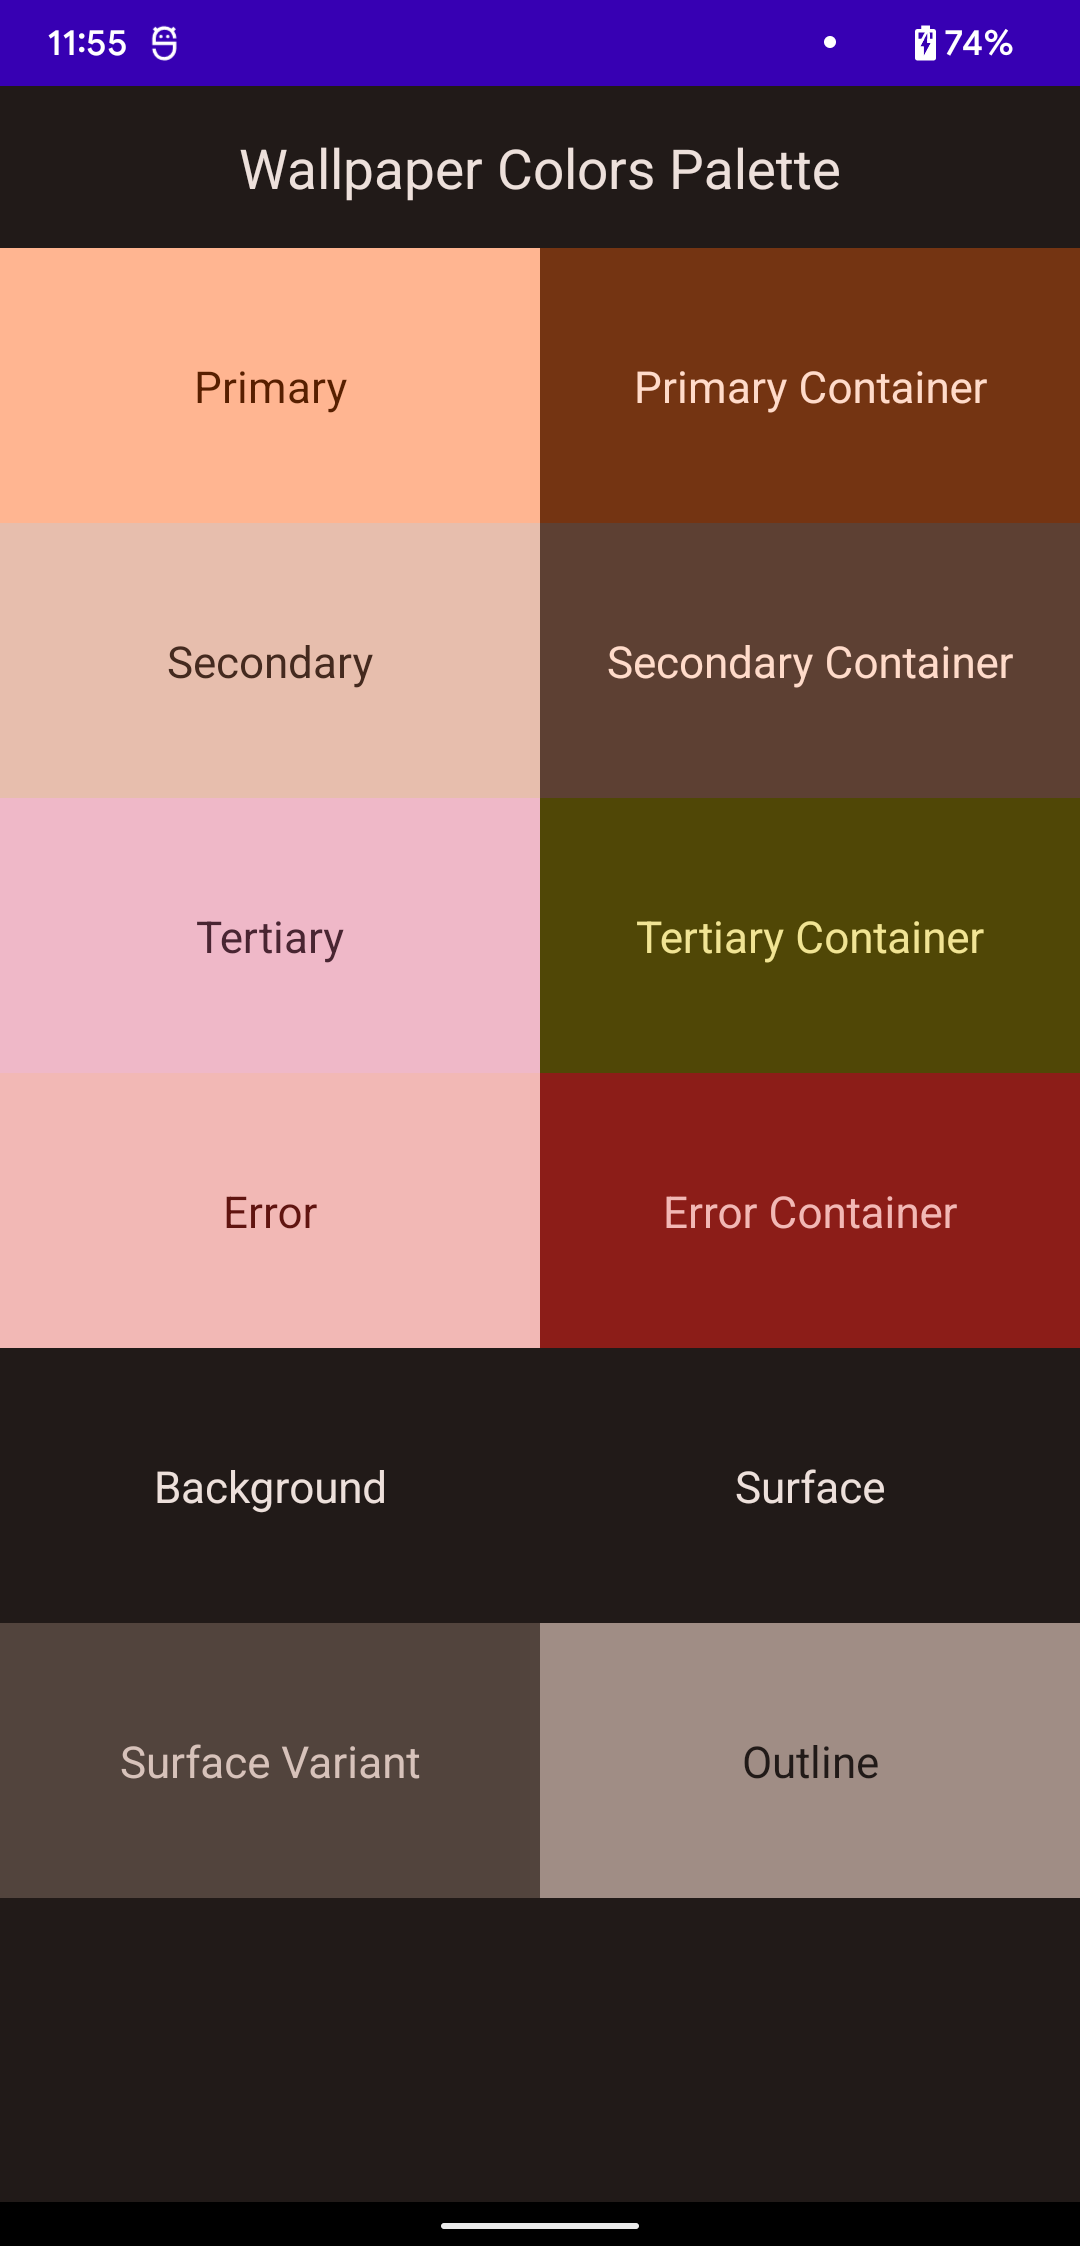 11:55 74%
Wallpaper Colors Palette
Primary
Primary Container
Secondary
Secondary Container
Tertiary
Tertiary Container
Error
Error Container
Background
Surface
Surface Variant
Outline